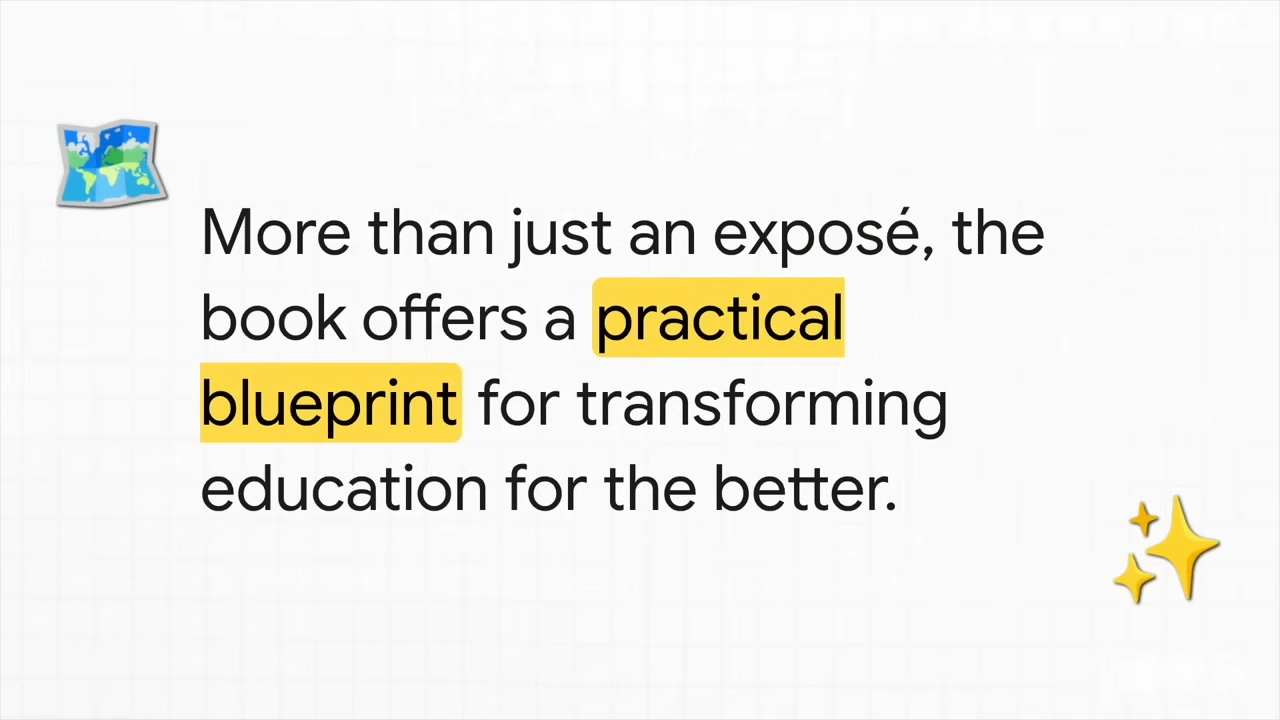 More than just an exposé, the
book offers a practical
blueprint for transforming
education for the better.